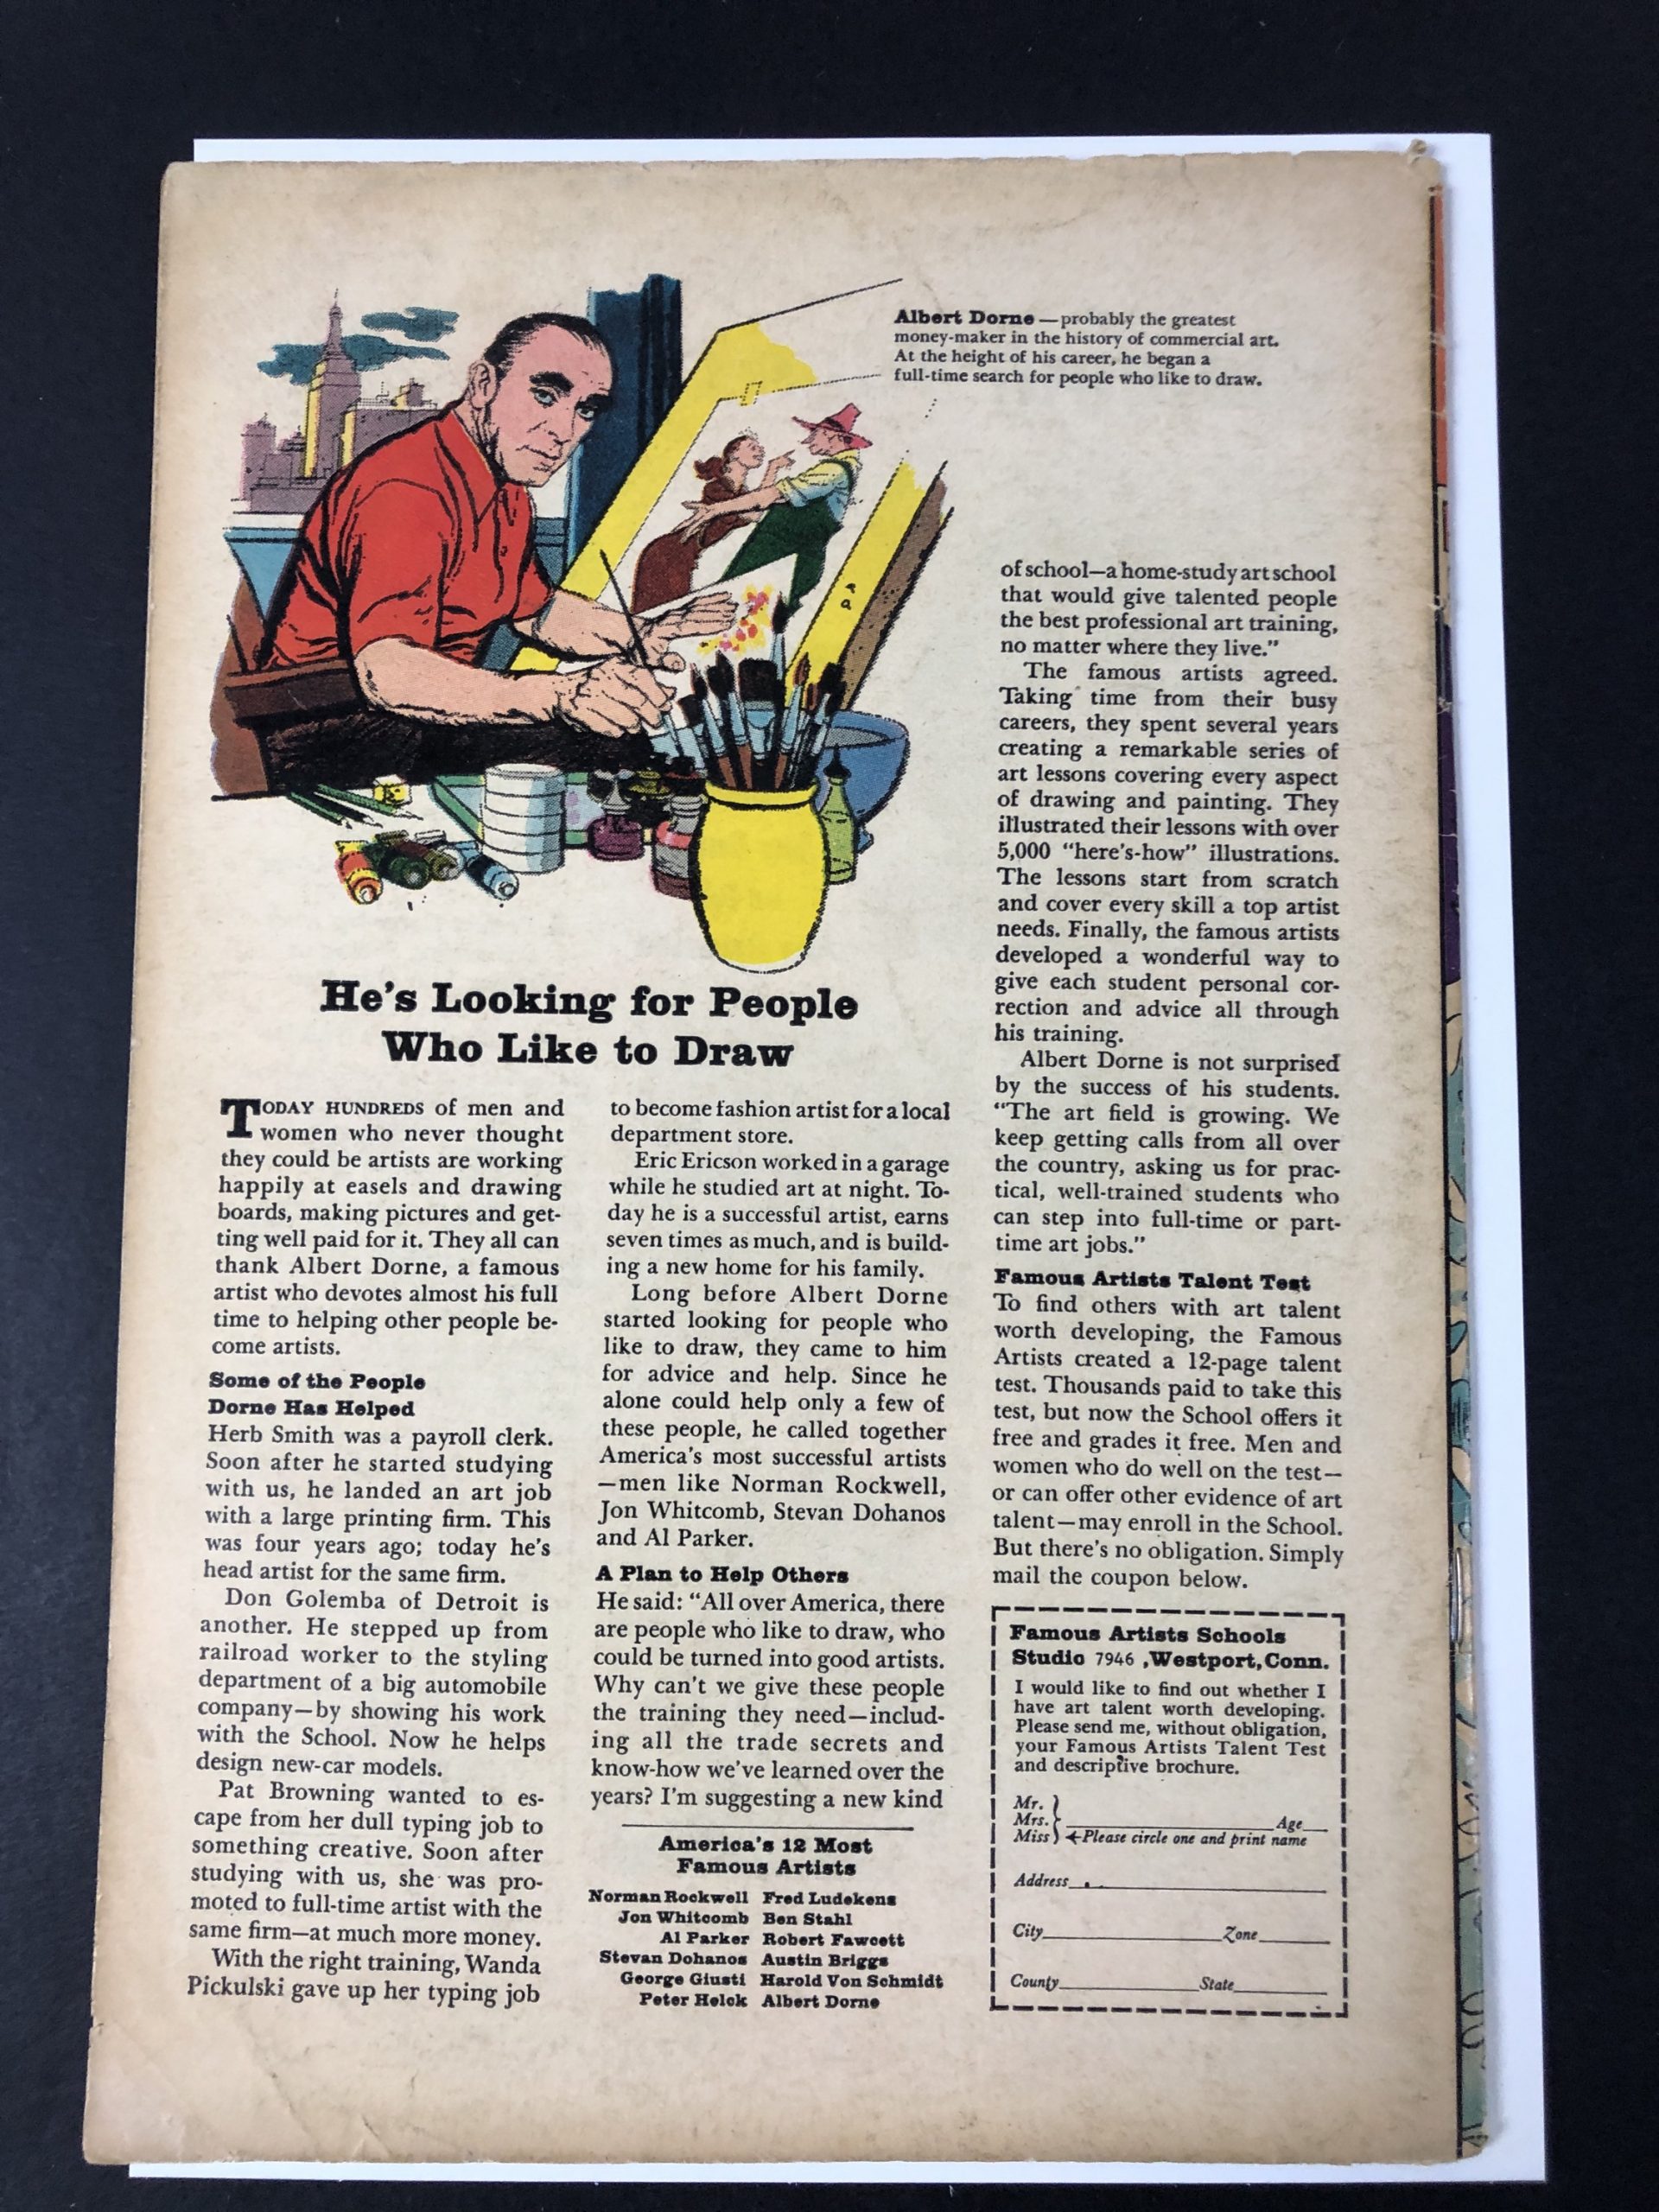 Albert Dorne—probably the greatest
money-maker in the history of commercial art.
At the height of his career, he began a
full-time search for people who like to draw.
He's Looking for People
Who Like to Draw
TODAY HUNDREDS of men and
women who never thought
they could be artists are working
happily at easels and drawing
boards, making pictures and get-
ting well paid for it. They all can
thank Albert Dorne, a famous
artist who devotes almost his full
time to helping other people be-
come artists.
Some of the People
Dorne Has Helped
Herb Smith was a payroll clerk.
Soon after he started studying
with us, he landed an art job
with a large printing firm. This
was four years ago; today he's
head artist for the same firm.
Don Golemba of Detroit is
another. He stepped up from
railroad worker to the styling
department of a big automobile
company—by showing his work
with the School. Now he helps
design new-car models.
Pat Browning wanted to es-
cape from her dull typing job to
something creative. Soon after
studying with us, she was pro-
moted to full-time artist with the
same firm—at much more money.
With the right training, Wanda
Pickulski gave up her typing job
to become fashion artist for a local
department store.
Eric Ericson worked in a garage
while he studied art at night. To-
day he is a successful artist, earns
seven times as much, and is build-
ing a new home for his family.
Long before Albert Dorne
started looking for people who
like to draw, they came to him
for advice and help. Since he
alone could help only a few of
these people, he called together
America's most successful artists
—men like Norman Rockwell,
Jon Whitcomb, Stevan Dohanos
and Al Parker.
A Plan to Help Others
He said: “All over America, there
are people who like to draw, who
could be turned into good artists.
Why can't we give these people
the training they need—includ-
ing all the trade secrets and
know-how we've learned over the
years? I'm suggesting a new kind
America's 12 Most
Famous Artists
Norman Rockwell Fred Ludekens
Jon Whitcomb Ben Stahl
Al Parker Robert Fawcett
Stevan Dohanos Austin Briggs
George Giusti Harold Von Schmidt
Peter Helck Albert Dorne
of school—a home-study art school
that would give talented people
the best professional art training,
no matter where they live.”
The famous artists agreed.
Taking time from their busy
careers, they spent several years
creating a remarkable series of
art lessons covering every aspect
of drawing and painting. They
illustrated their lessons with over
5,000 “here's-how” illustrations.
The lessons start from scratch
and cover every skill a top artist
needs. Finally, the famous artists
developed a wonderful way to
give each student personal cor-
rection and advice all through
his training.
Albert Dorne is not surprised
by the success of his students.
“The art field is growing. We
keep getting calls from all over
the country, asking us for prac-
tical, well-trained students who
can step into full-time or part-
time art jobs.”
Famous Artists Talent Test
To find others with art talent
worth developing, the Famous
Artists created a 12-page talent
test. Thousands paid to take this
test, but now the School offers it
free and grades it free. Men and
women who do well on the test—
or can offer other evidence of art
talent—may enroll in the School.
But there's no obligation. Simply
mail the coupon below.
Famous Artists Schools
Studio 7946 , Westport, Conn.
I would like to find out whether I
have art talent worth developing.
Please send me, without obligation,
your Famous Artists Talent Test
and descriptive brochure.
Mr.
Mrs. Age
Miss ←Please circle one and print name
Address
City Zone
County State